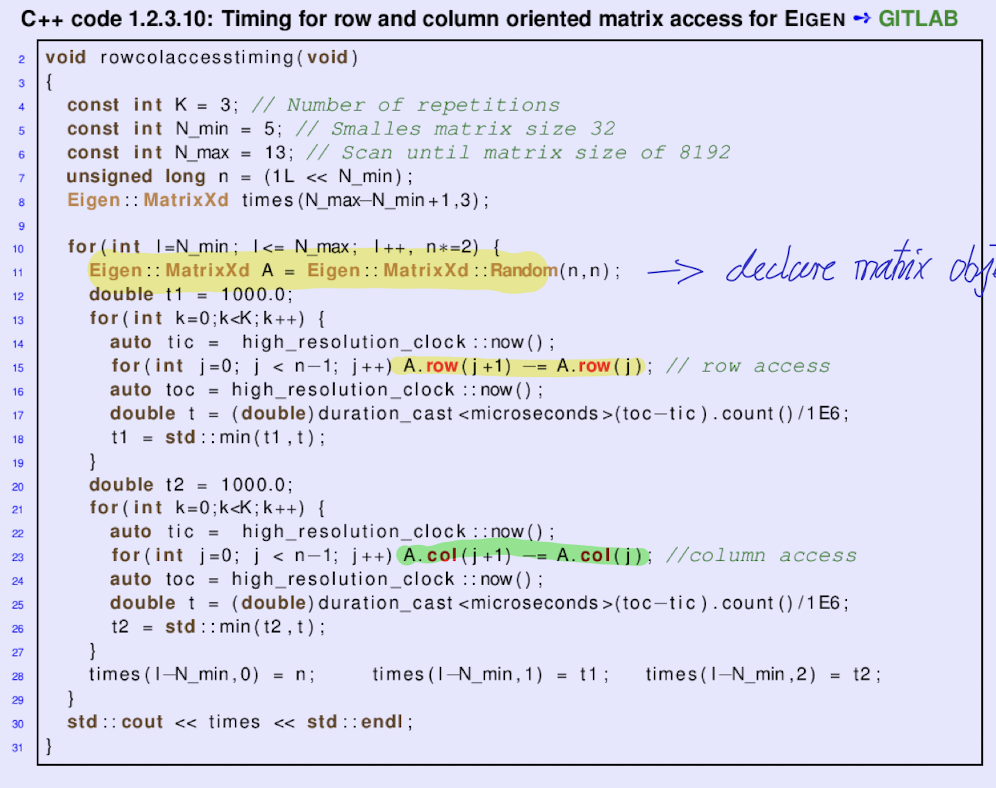 C++ code 1.2.3.10: Timing for row and column oriented matrix access for EIGEN ➺ GITLAB
2 void rowcolaccesstiming(void)
3 {
4 const int K = 3; // Number of repetitions
5 const int N_min = 5; // Smalles matrix size 32
6 const int N_max = 13; // Scan until matrix size of 8192
7 unsigned long n = (1L << N_min);
8 Eigen::MatrixXd times(N_max-N_min+1,3);
9
10 for(int l=N_min; l<= N_max; l++, n*=2) {
11 Eigen::MatrixXd A = Eigen::MatrixXd::Random(n,n); → declare matrix obj
12 double t1 = 1000.0;
13 for(int k=0;k<K;k++) {
14 auto tic = high_resolution_clock::now();
15 for(int j=0; j < n-1; j++) A.row(j+1) -= A.row(j); // row access
16 auto toc = high_resolution_clock::now();
17 double t = (double)duration_cast<microseconds>(toc-tic).count()/1E6;
18 t1 = std::min(t1,t);
19 }
20 double t2 = 1000.0;
21 for(int k=0;k<K;k++) {
22 auto tic = high_resolution_clock::now();
23 for(int j=0; j < n-1; j++) A.col(j+1) -= A.col(j); //column access
24 auto toc = high_resolution_clock::now();
25 double t = (double)duration_cast<microseconds>(toc-tic).count()/1E6;
26 t2 = std::min(t2,t);
27 }
28 times(l-N_min,0) = n; times(l-N_min,1) = t1; times(l-N_min,2) = t2;
29 }
30 std::cout << times << std::endl;
31 }